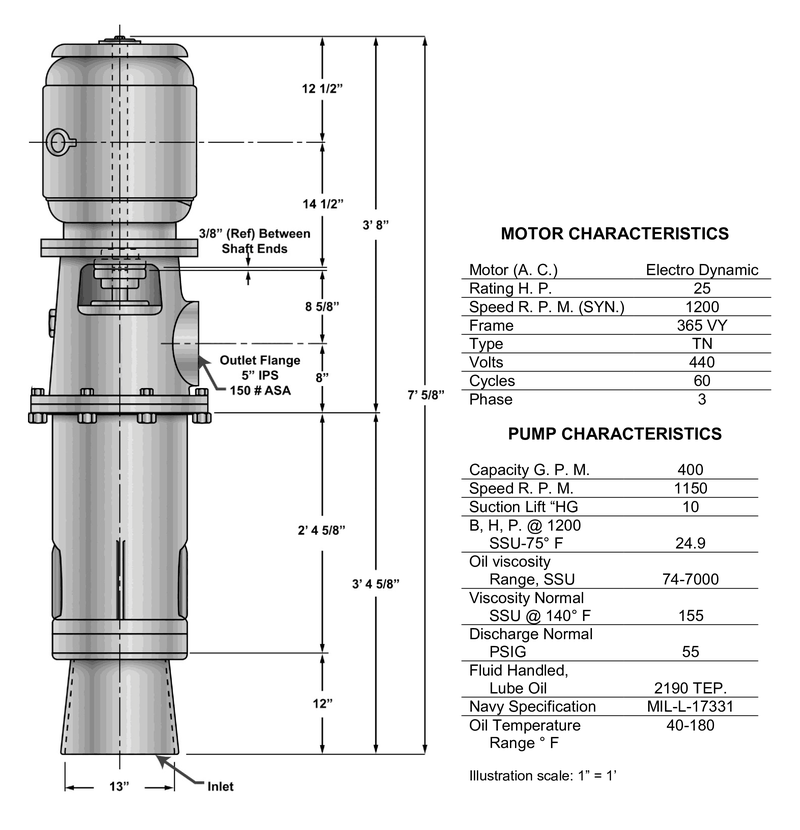 12 1/2”
14 1/2”
3’ 8”
3/8” (Ref) Between
Shaft Ends
8 5/8”
Outlet Flange
5” IPS
150 # ASA
8”
7’ 5/8”
2’ 4 5/8”
3’ 4 5/8”
12”
13”
Inlet
MOTOR CHARACTERISTICS
Motor (A. C.) Electro Dynamic
Rating H. P. 25
Speed R. P. M. (SYN.) 1200
Frame 365 VY
Type TN
Volts 440
Cycles 60
Phase 3
PUMP CHARACTERISTICS
Capacity G. P. M. 400
Speed R. P. M. 1150
Suction Lift “HG 10
B, H, P. @ 1200
SSU-75° F 24.9
Oil viscosity
Range, SSU 74-7000
Viscosity Normal
SSU @ 140° F 155
Discharge Normal
PSIG 55
Fluid Handled,
Lube Oil 2190 TEP.
Navy Specification MIL-L-17331
Oil Temperature 40-180
Range ° F
Illustration scale: 1” = 1’